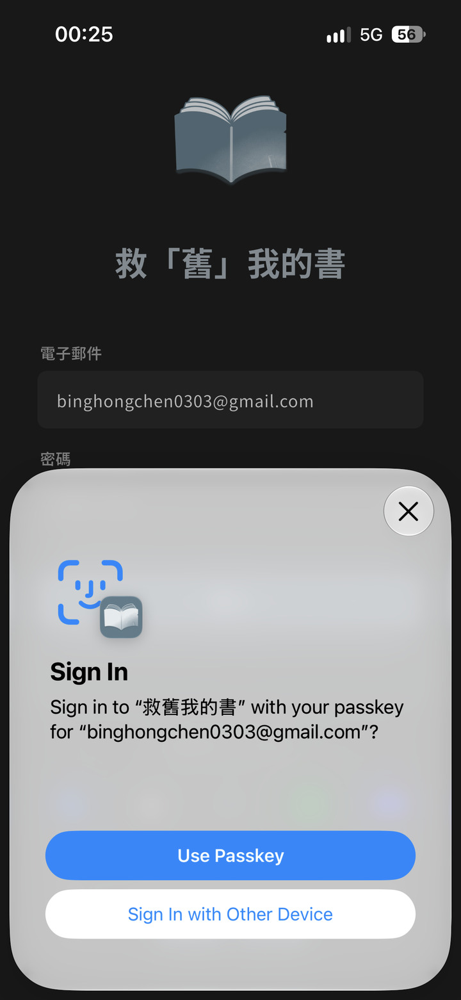 00:25 5G 56
救「舊」我的書
電子郵件
binghongchen0303@gmail.com
密碼
Sign In
Sign in to “救舊我的書” with your passkey
for “binghongchen0303@gmail.com”?
Use Passkey
Sign In with Other Device